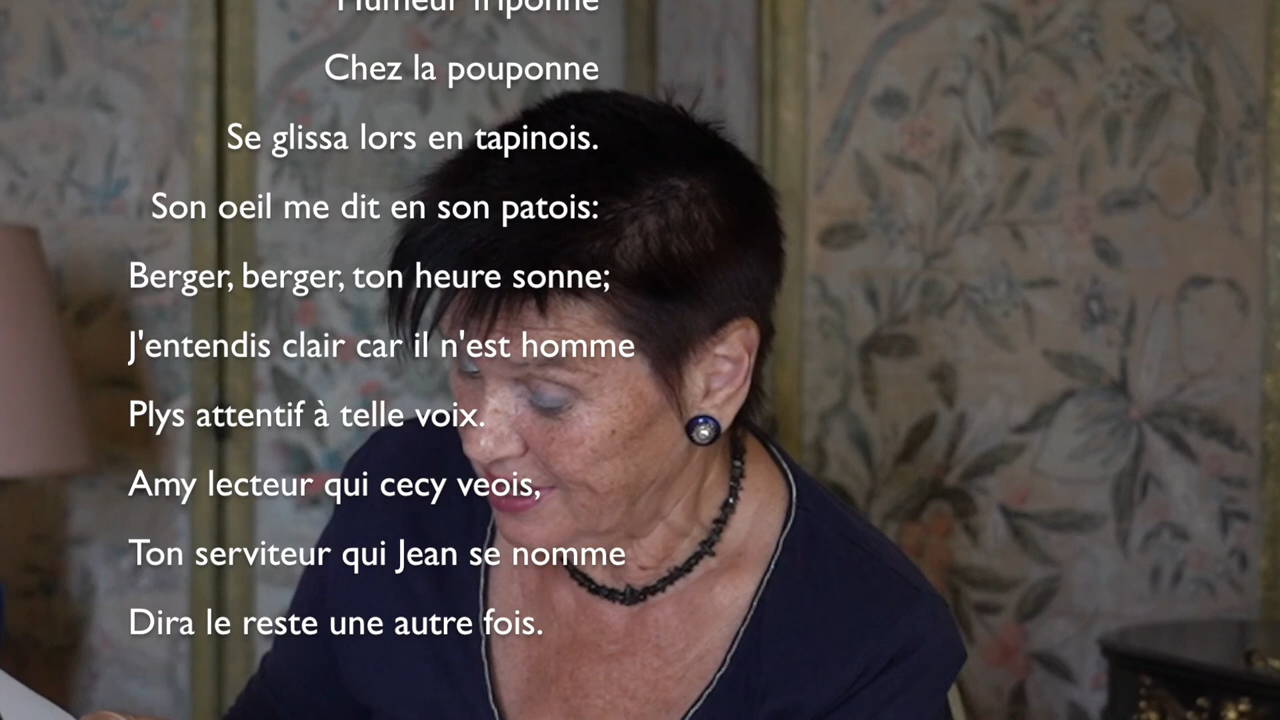 Humeur friponne
Chez la pouponne
Se glissa lors en tapinois.
Son oeil me dit en son patois:
Berger, berger, ton heure sonne;
J'entendis clair car il n'est homme
Plys attentif à telle voix.
Amy lecteur qui cecy veois,
Ton serviteur qui Jean se nomme
Dira le reste une autre fois.